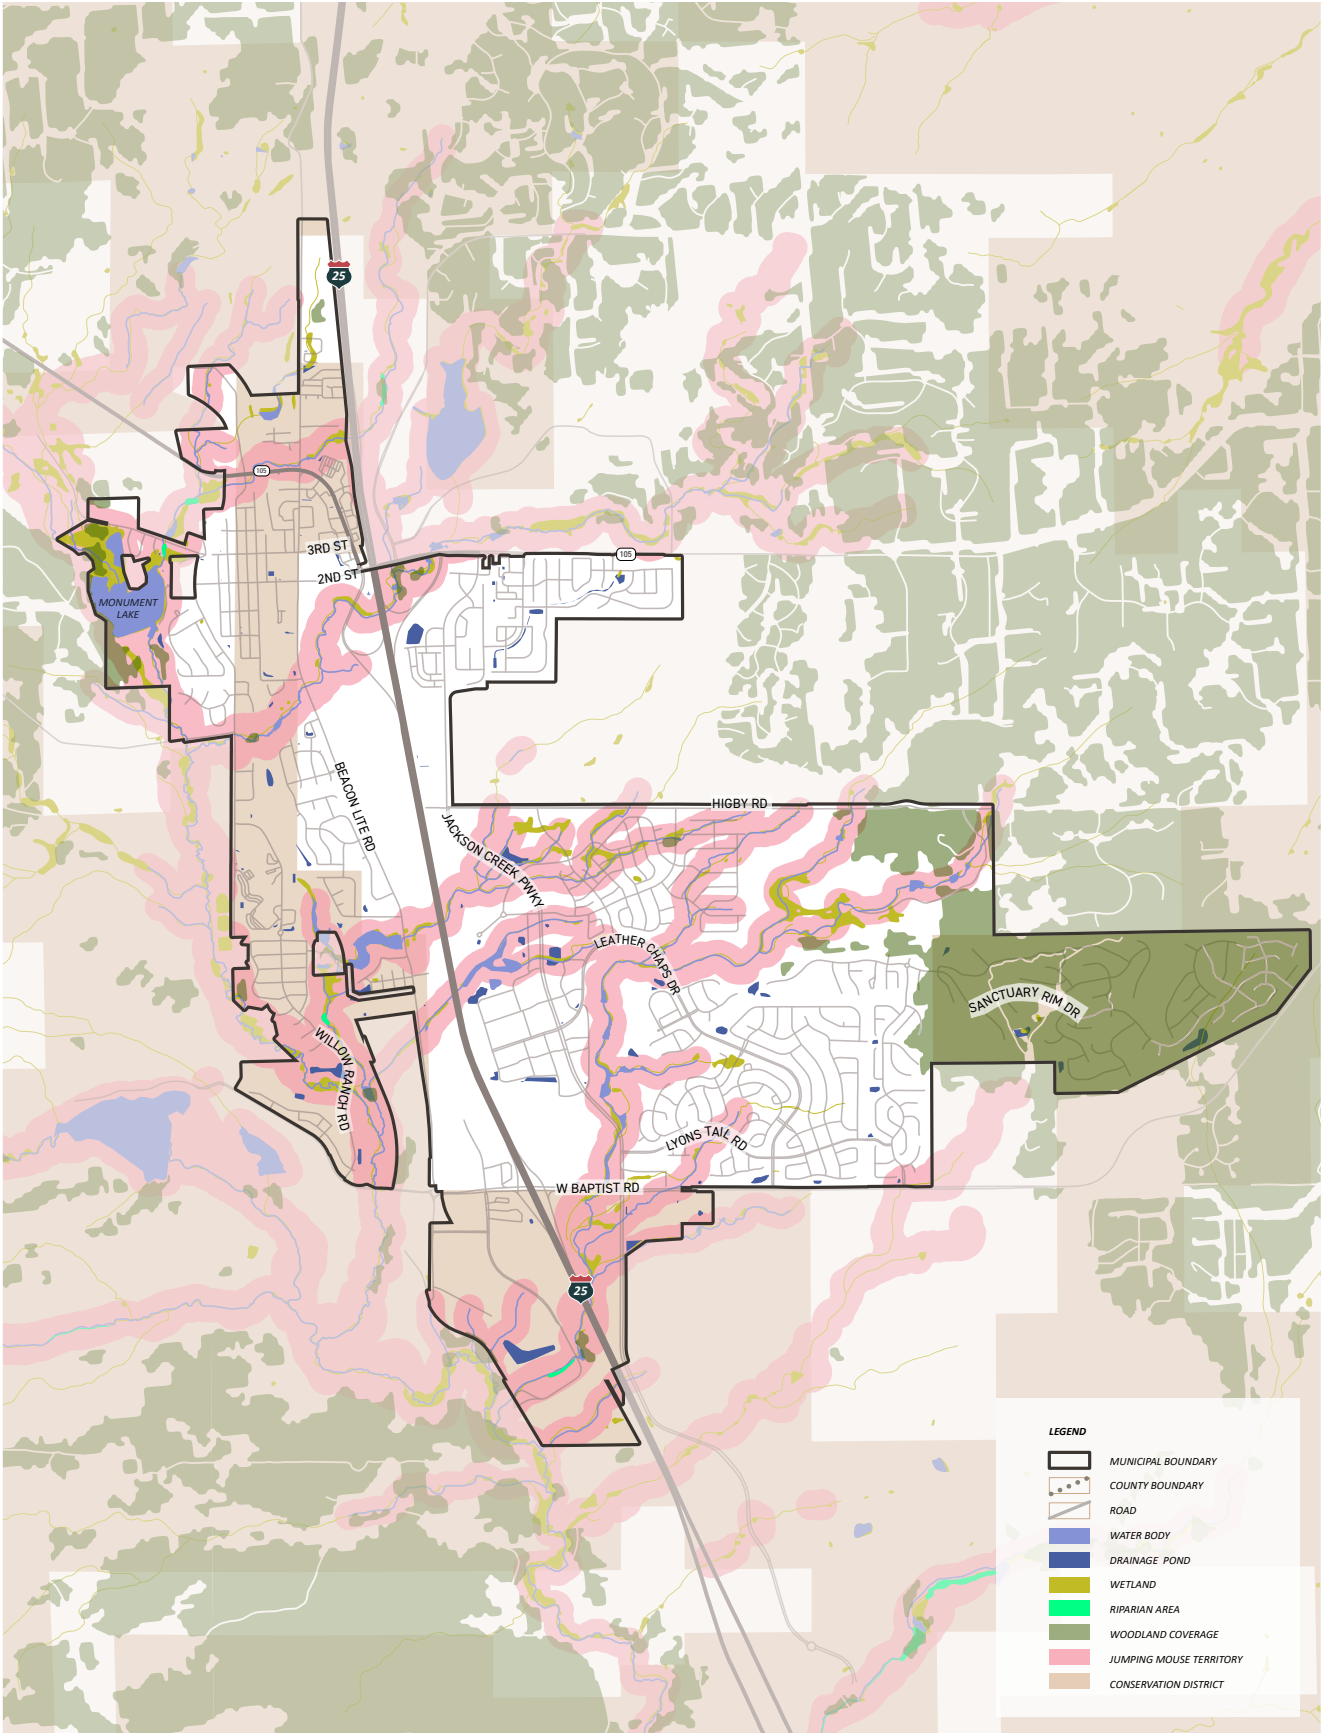 25
105
3RD ST
105
2ND ST
MONUMENT
LAKE
BEACON LITE RD
HIGBY RD
JACKSON CREEK PWKY
LEATHER CHAPS DR
SANCTUARY RIM DR
WILLOW RANCH RD
LYONS TAIL RD
W BAPTIST RD
25
LEGEND
MUNICIPAL BOUNDARY
COUNTY BOUNDARY
ROAD
WATER BODY
DRAINAGE POND
WETLAND
RIPARIAN AREA
WOODLAND COVERAGE
JUMPING MOUSE TERRITORY
CONSERVATION DISTRICT